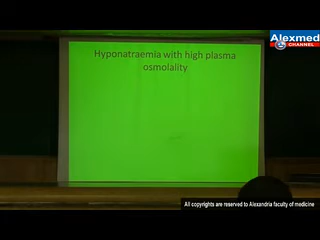 Alexmed
CHANNEL
Hyponatraemia with high plasma
osmolality
All copyrights are reserved to Alexandria faculty of medicine